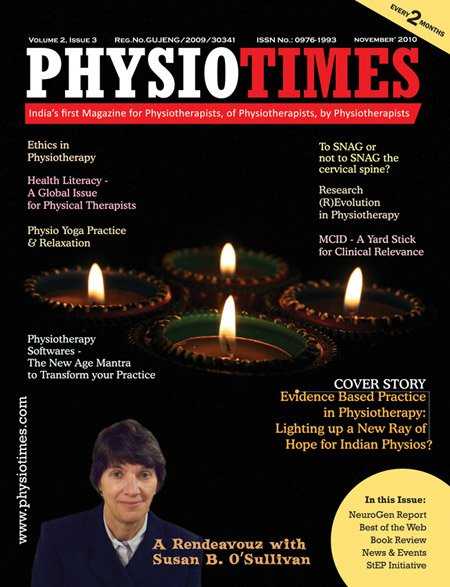 EVERY 2 MONTHS
VOLUME 2, ISSUE 3 REG.NO.GUJENG/2009/30341 ISSN NO.: 0976-1993 NOVEMBER' 2010
PHYSIOTIMES
India's first Magazine for Physiotherapists, of Physiotherapists, by Physiotherapists
Ethics in
Physiotherapy
Health Literacy -
A Global Issue
for Physical Therapists
Physio Yoga Practice
& Relaxation
To SNAG or
not to SNAG the
cervical spine?
Research
(R)Evolution
in Physiotherapy
MCID - A Yard Stick
for Clinical Relevance
Physiotherapy
Softwares -
The New Age Mantra
to Transform your Practice
COVER STORY
Evidence Based Practice
in Physiotherapy:
Lighting up a New Ray of
Hope for Indian Physios?
www.physiotimes.com
A Rendeavouz with
Susan B. O'Sullivan
In this Issue:
NeuroGen Report
Best of the Web
Book Review
News & Events
StEP Initiative